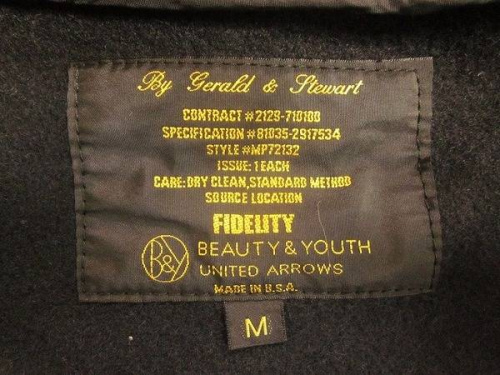 By Gerald & Stewart
CONTRACT #2129-710100
SPECIFICATION #81035-2917534
STYLE #MP72132
ISSUE: 1 EACH
CARE: DRY CLEAN, STANDARD METHOD
SOURCE LOCATION
FIDELITY
B&Y BEAUTY & YOUTH
UNITED ARROWS
MADE IN U.S.A.
M